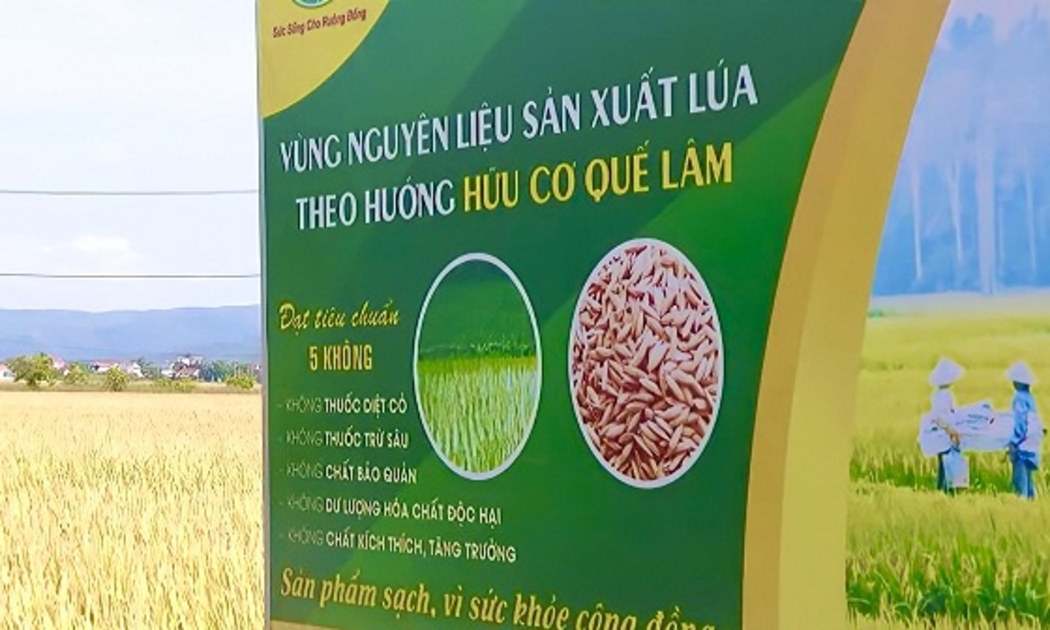 Sức Sống Cho Ruộng Đồng
VÙNG NGUYÊN LIỆU SẢN XUẤT LÚA
THEO HƯỚNG HỮU CƠ QUẾ LÂM
Đạt tiêu chuẩn
5 KHÔNG
- KHÔNG THUỐC DIỆT CỎ
- KHÔNG THUỐC TRỪ SÂU
- KHÔNG CHẤT BẢO QUẢN
- KHÔNG DƯ LƯỢNG HÓA CHẤT ĐỘC HẠI
- KHÔNG CHẤT KÍCH THÍCH, TĂNG TRƯỞNG
Sản phẩm sạch, vì sức khỏe cộng đồng